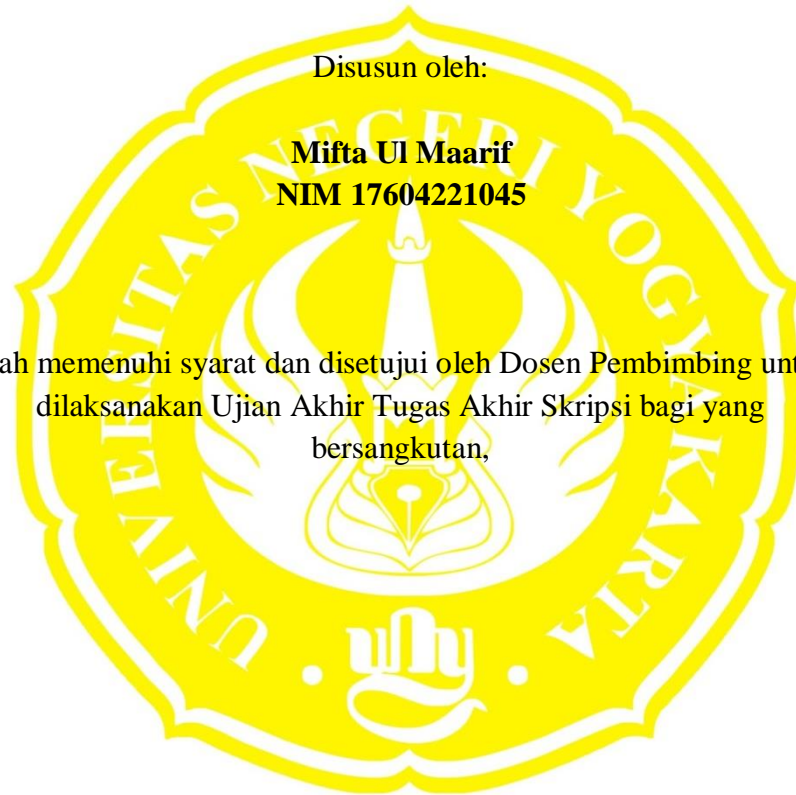 Disusun oleh:
Mifta Ul Maarif
NIM 17604221045
ah memenuhi syarat dan disetujui oleh Dosen Pembimbing unt
dilaksanakan Ujian Akhir Tugas Akhir Skripsi bagi yang
bersangkutan,
UNIVERSITAS NEGERI YOGYAKARTA
uny